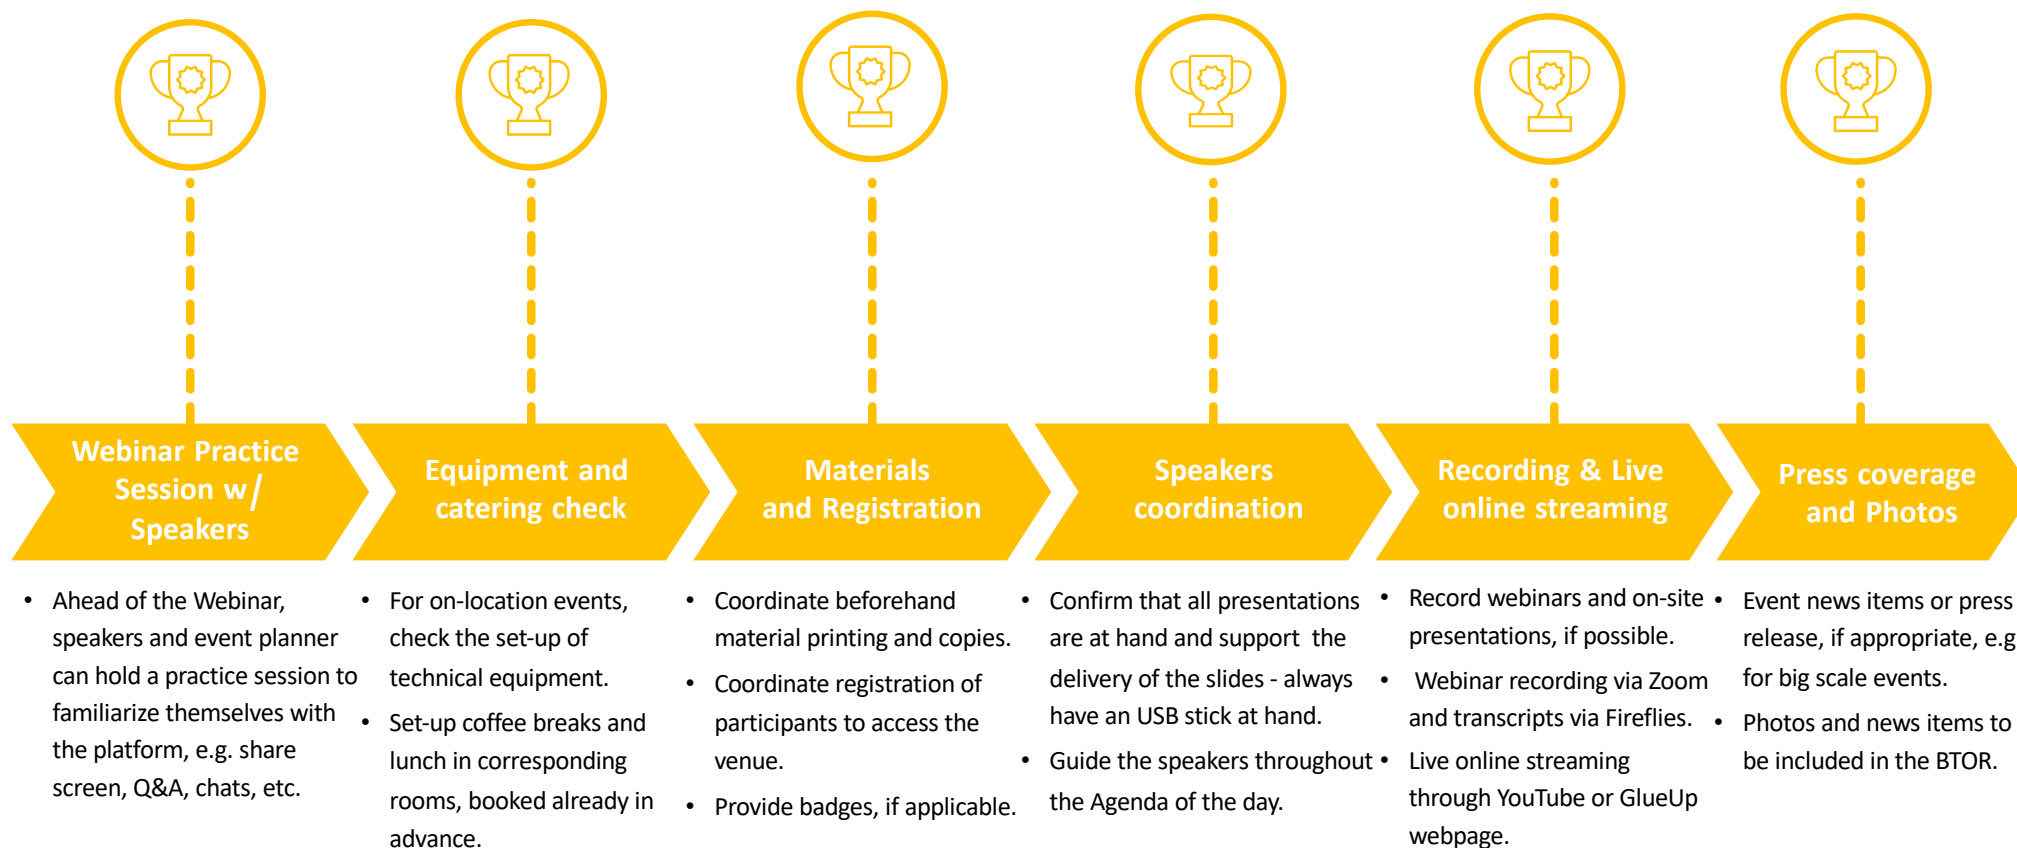 Webinar Practice
Session w/
Speakers
Equipment and
catering check
Materials
and Registration
Speakers
coordination
Recording & Live
online streaming
Press coverage
and Photos
• Ahead of the Webinar,
speakers and event planner
can hold a practice session to
familiarize themselves with
the platform, e.g. share
screen, Q&A, chats, etc.
• For on-location events,
check the set-up of
technical equipment.
• Set-up coffee breaks and
lunch in corresponding
rooms, booked already in
advance.
• Coordinate beforehand
material printing and copies.
• Coordinate registration of
participants to access the
venue.
• Provide badges, if applicable.
• Confirm that all presentations
are at hand and support the
delivery of the slides - always
have an USB stick at hand.
• Guide the speakers throughout
the Agenda of the day.
• Record webinars and on-site
presentations, if possible.
• Webinar recording via Zoom
and transcripts via Fireflies.
• Live online streaming
through YouTube or GlueUp
webpage.
• Event news items or press
release, if appropriate, e.g
for big scale events.
• Photos and news items to
be included in the BTOR.